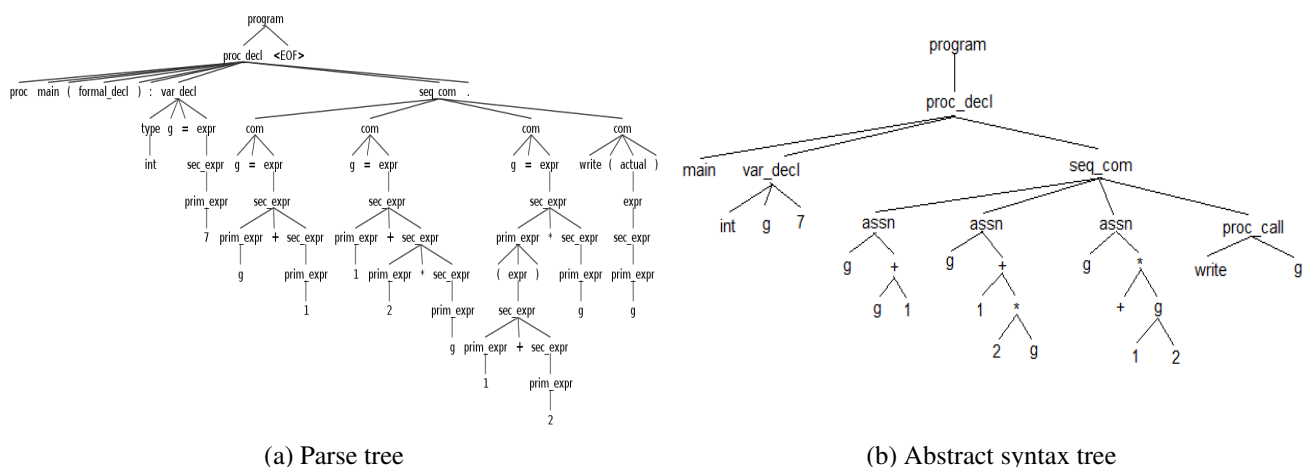 program
proc_decl <EOF>
proc main ( formal_decl ) : var_decl seq_com .
type g = expr com com com com
int sec_expr g = expr g = expr g = expr write ( actual )
prim_expr sec_expr sec_expr sec_expr expr
7 prim_expr + sec_expr prim_expr + sec_expr prim_expr * sec_expr sec_expr
g prim_expr 1 prim_expr * sec_expr ( expr ) prim_expr prim_expr
1 2 prim_expr sec_expr g g
g prim_expr + sec_expr
1 prim_expr
2
(a) Parse tree
program
proc_decl
main var_decl seq_com
int g 7 assn assn assn proc_call
g + g + g * write g
g 1 1 * + g
2 g 1 2
(b) Abstract syntax tree